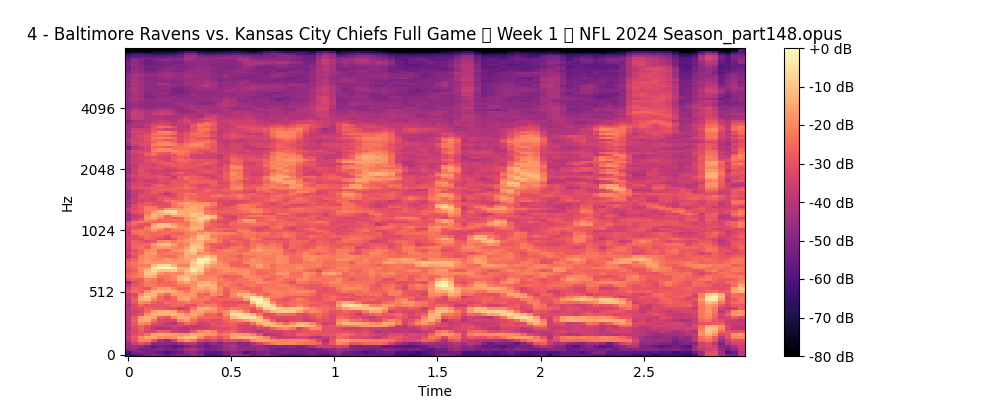 4 - Baltimore Ravens vs. Kansas City Chiefs Full Game ▯ Week 1 ▯ NFL 2024 Season_part148.opus
+0 dB
-10 dB
-20 dB
-30 dB
-40 dB
-50 dB
-60 dB
-70 dB
-80 dB
4096
2048
1024
512
0
Hz
0
0.5
1
1.5
2
2.5
Time